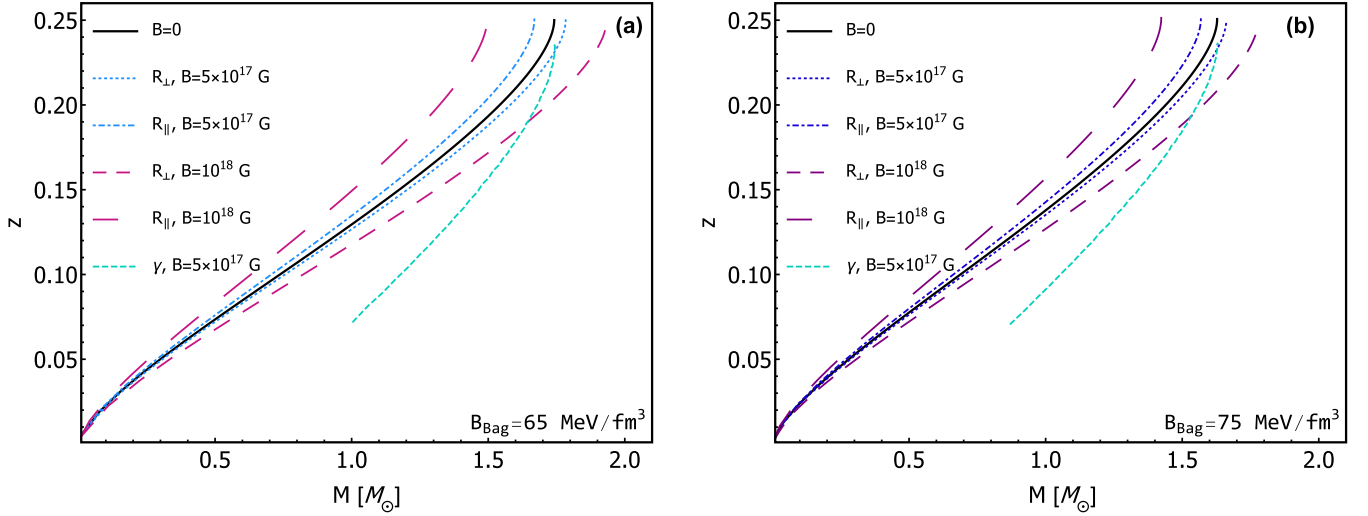 (a)
B=0
R⊥, B=5×10¹⁷ G
R∥, B=5×10¹⁷ G
R⊥, B=10¹⁸ G
R∥, B=10¹⁸ G
γ, B=5×10¹⁷ G
0.25
0.20
0.15
0.10
0.05
z
B_Bag=65 MeV/fm³
0.5 1.0 1.5 2.0
M [M⊙]
(b)
B=0
R⊥, B=5×10¹⁷ G
R∥, B=5×10¹⁷ G
R⊥, B=10¹⁸ G
R∥, B=10¹⁸ G
γ, B=5×10¹⁷ G
0.25
0.20
0.15
0.10
0.05
z
B_Bag=75 MeV/fm³
0.5 1.0 1.5 2.0
M [M⊙]